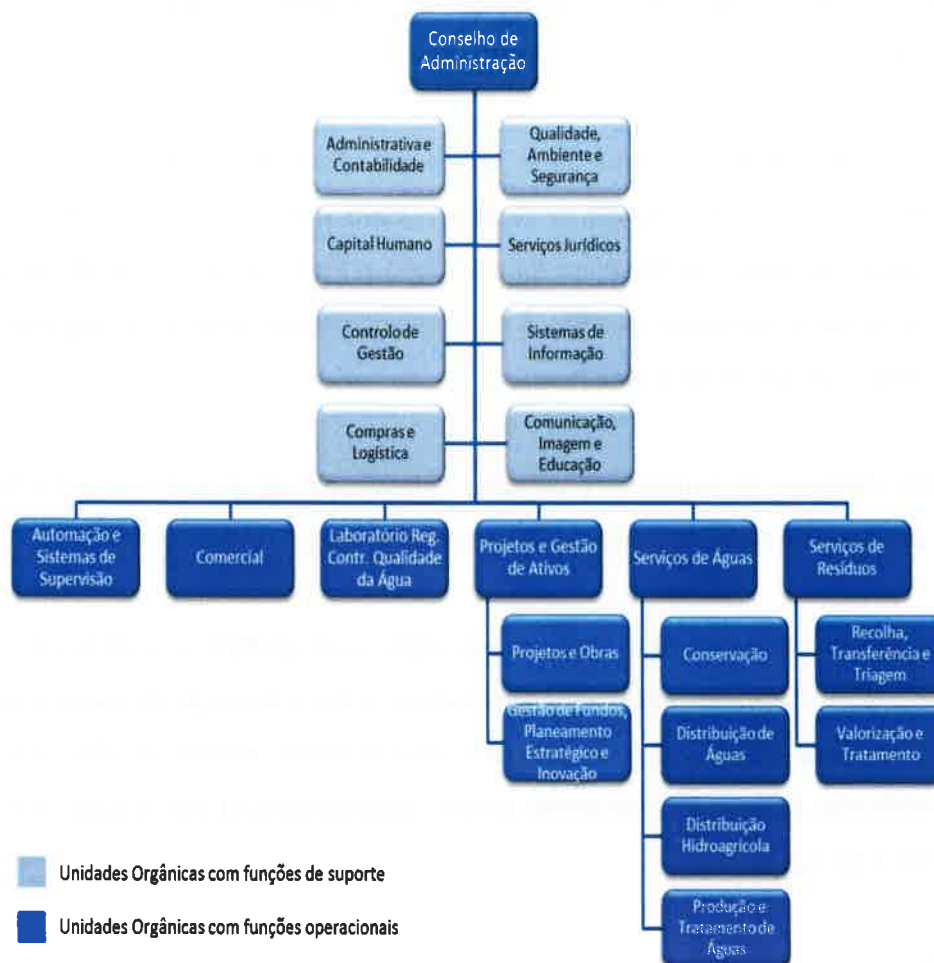 Conselho de
Administração
Administrativa e
Contabilidade
Qualidade,
Ambiente e
Segurança
Capital Humano
Serviços Jurídicos
Controlo de
Gestão
Sistemas de
Informação
Compras e
Logística
Comunicação,
Imagem e
Educação
Automação e
Sistemas de
Supervisão
Comercial
Laboratório Reg.
Contr. Qualidade
da Água
Projetos e Gestão
de Ativos
Serviços de Águas
Serviços de
Resíduos
Projetos e Obras
Gestão de Fundos,
Planeamento
Estratégico e
Inovação
Conservação
Distribuição de
Águas
Distribuição
Hidroagrícola
Produção e
Tratamento de
Águas
Recolha,
Transferência e
Triagem
Valorização e
Tratamento
Unidades Orgânicas com funções de suporte
Unidades Orgânicas com funções operacionais